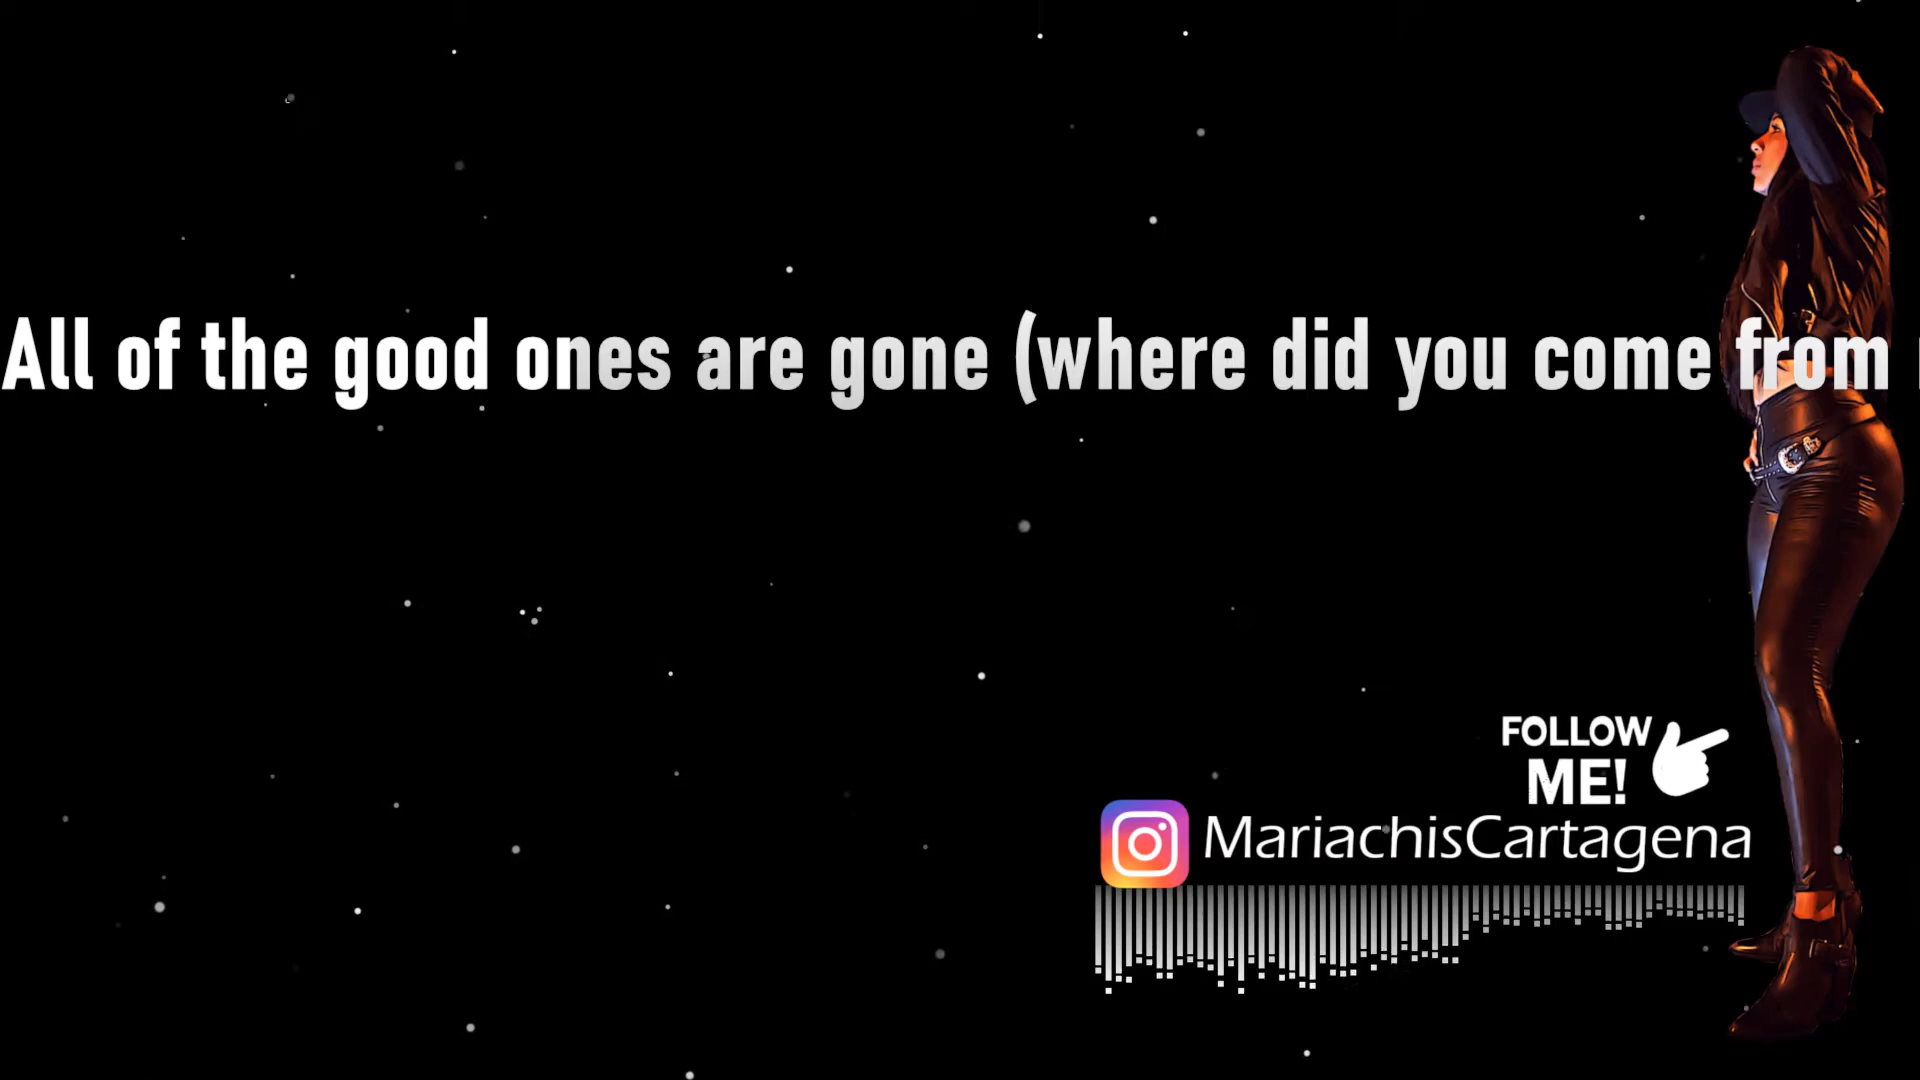 All of the good ones are gone (where did you come from
FOLLOW
ME!
MariachisCartagena